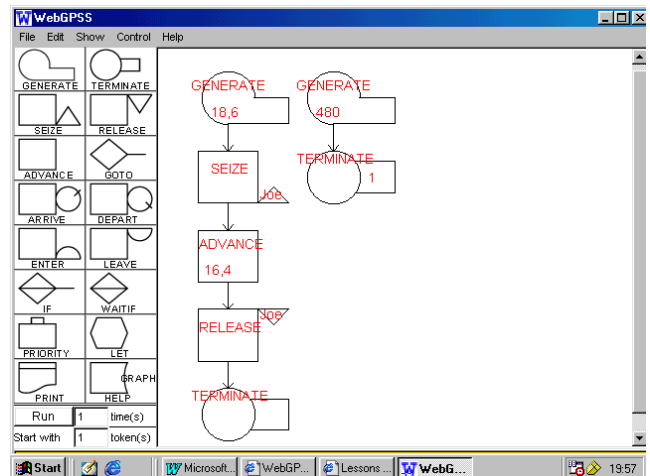 WebGPSS
File Edit Show Control Help
GENERATE TERMINATE
SEIZE RELEASE
ADVANCE GOTO
ARRIVE DEPART
ENTER LEAVE
IF WAITIF
PRIORITY LET
GRAPH
PRINT HELP
Run 1 time(s)
Start with 1 token(s)
GENERATE
18,6
SEIZE
Joe
ADVANCE
16,4
RELEASE
Joe
TERMINATE
GENERATE
480
TERMINATE
1
Start Microsoft... WebGP... Lessons ... WebG... 19:57